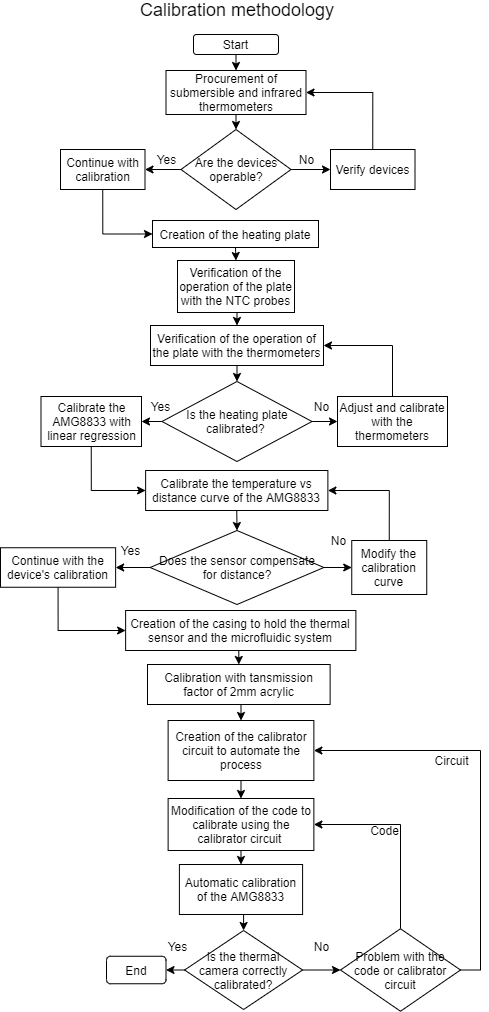 Calibration methodology
Start
Procurement of
submersible and infrared
thermometers
Are the devices
operable?
Yes
No
Continue with
calibration
Verify devices
Creation of the heating plate
Verification of the
operation of the plate
with the NTC probes
Verification of the operation of
the plate with the thermometers
Is the heating plate
calibrated?
Yes
No
Calibrate the
AMG8833 with
linear regression
Adjust and calibrate
with the
thermometers
Calibrate the temperature vs
distance curve of the AMG8833
Does the sensor compensate
for distance?
Yes
No
Continue with the
device's calibration
Modify the
calibration
curve
Creation of the casing to hold the thermal
sensor and the microfluidic system
Calibration with tansmission
factor of 2mm acrylic
Creation of the calibrator
circuit to automate the
process
Circuit
Modification of the code to
calibrate using the
calibrator circuit
Code
Automatic calibration
of the AMG8833
Is the thermal
camera correctly
calibrated?
Yes
No
End
Problem with the
code or calibrator
circuit